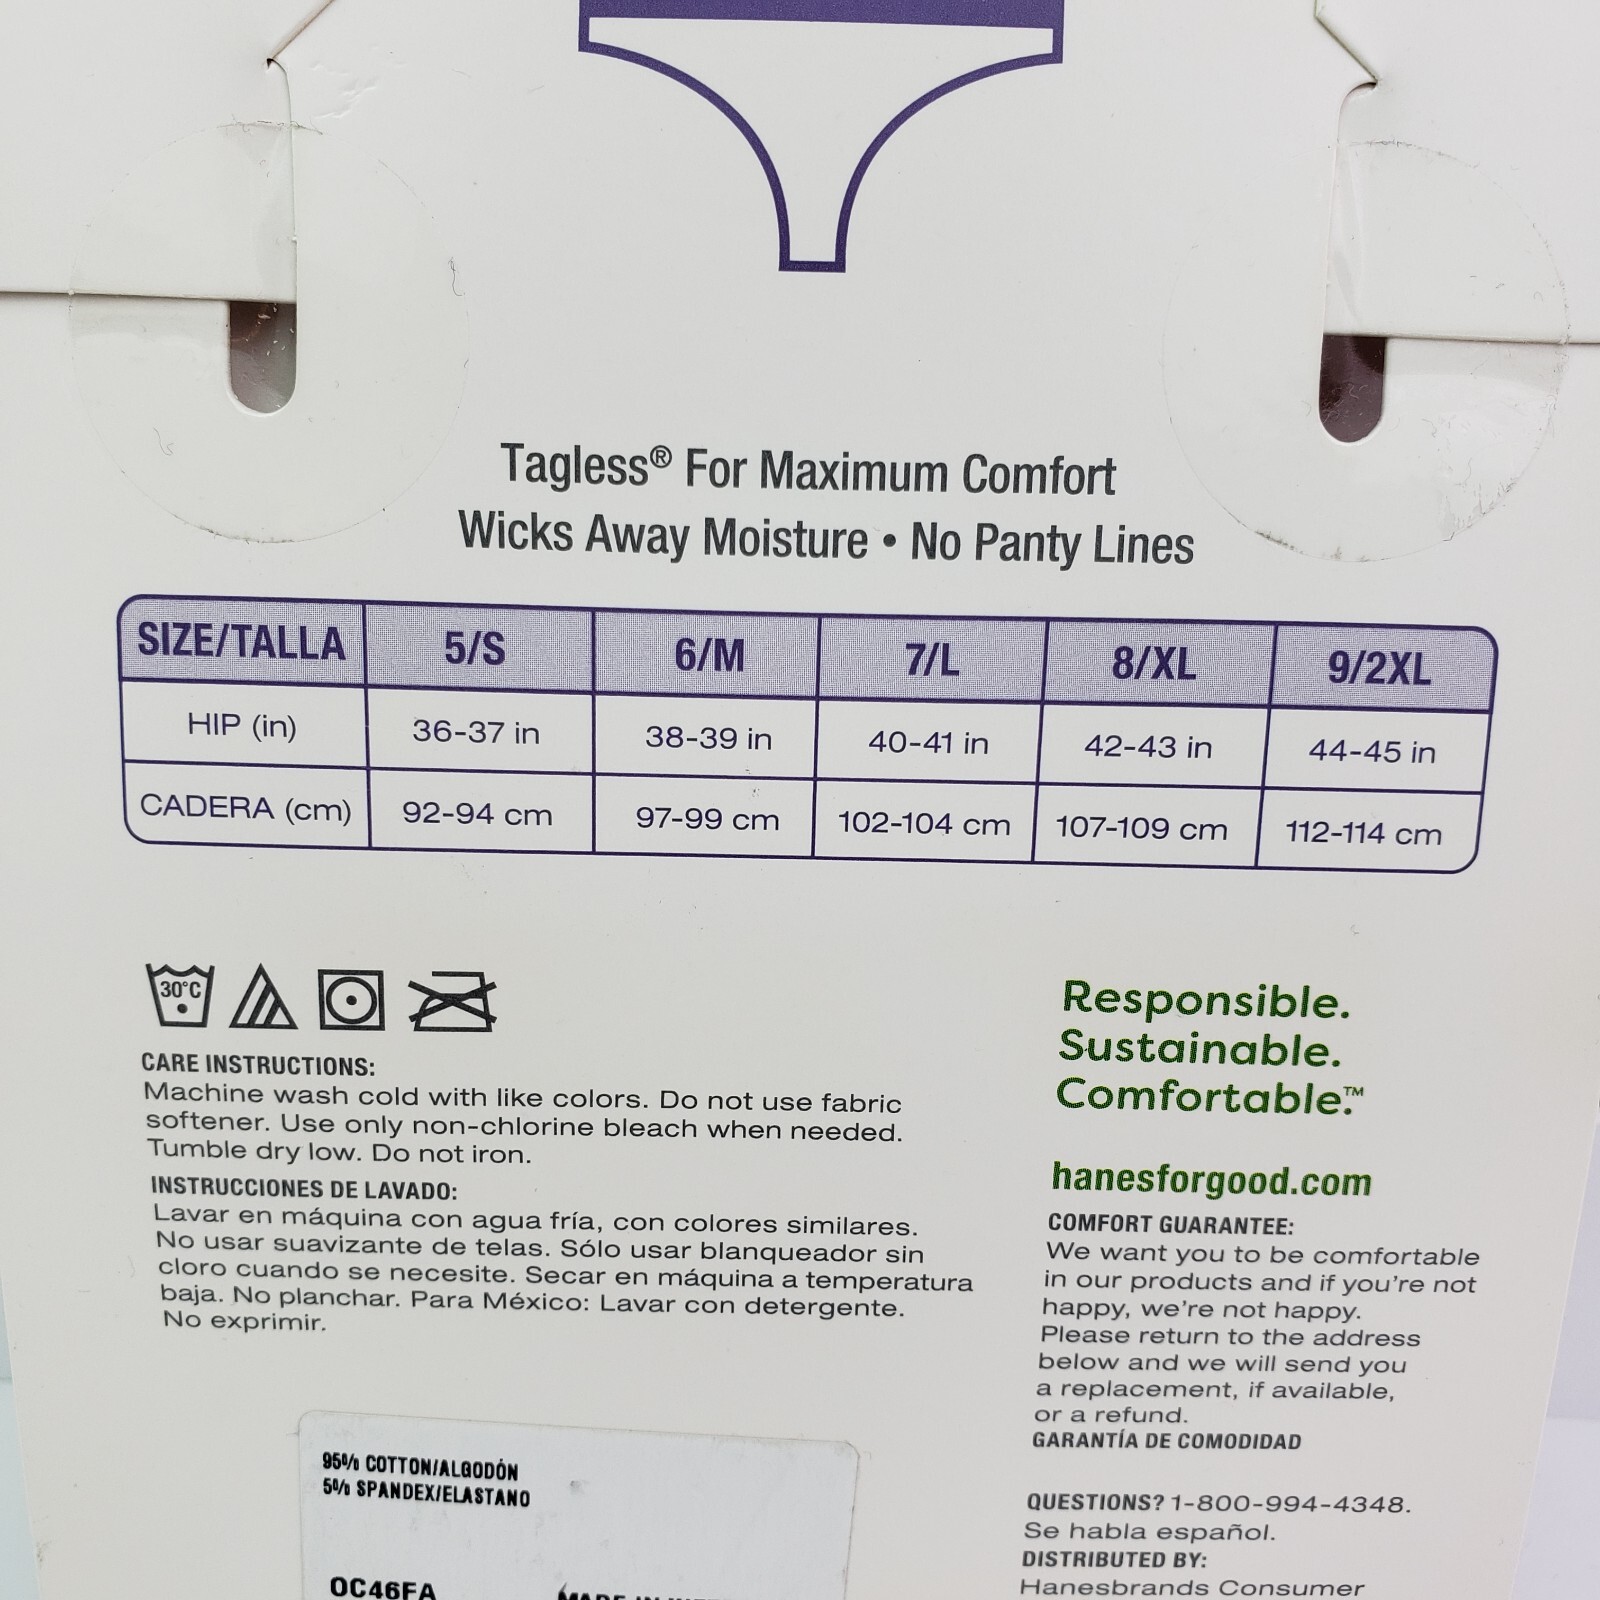 Tagless® For Maximum Comfort
Wicks Away Moisture • No Panty Lines
SIZE/TALLA 5/S 6/M 7/L 8/XL 9/2XL
HIP (in) 36-37 in 38-39 in 40-41 in 42-43 in 44-45 in
CADERA (cm) 92-94 cm 97-99 cm 102-104 cm 107-109 cm 112-114 cm
30°C
CARE INSTRUCTIONS:
Machine wash cold with like colors. Do not use fabric
softener. Use only non-chlorine bleach when needed.
Tumble dry low. Do not iron.
INSTRUCCIONES DE LAVADO:
Lavar en máquina con agua fría, con colores similares.
No usar suavizante de telas. Sólo usar blanqueador sin
cloro cuando se necesite. Secar en máquina a temperatura
baja. No planchar. Para México: Lavar con detergente.
No exprimir.
Responsible.
Sustainable.
Comfortable.™
hanesforgood.com
COMFORT GUARANTEE:
We want you to be comfortable
in our products and if you're not
happy, we're not happy.
Please return to the address
below and we will send you
a replacement, if available,
or a refund.
GARANTÍA DE COMODIDAD
QUESTIONS? 1-800-994-4348.
Se habla español.
DISTRIBUTED BY:
Hanesbrands Consumer
95% COTTON/ALGODÓN
5% SPANDEX/ELASTANO
OC46FA MADE IN